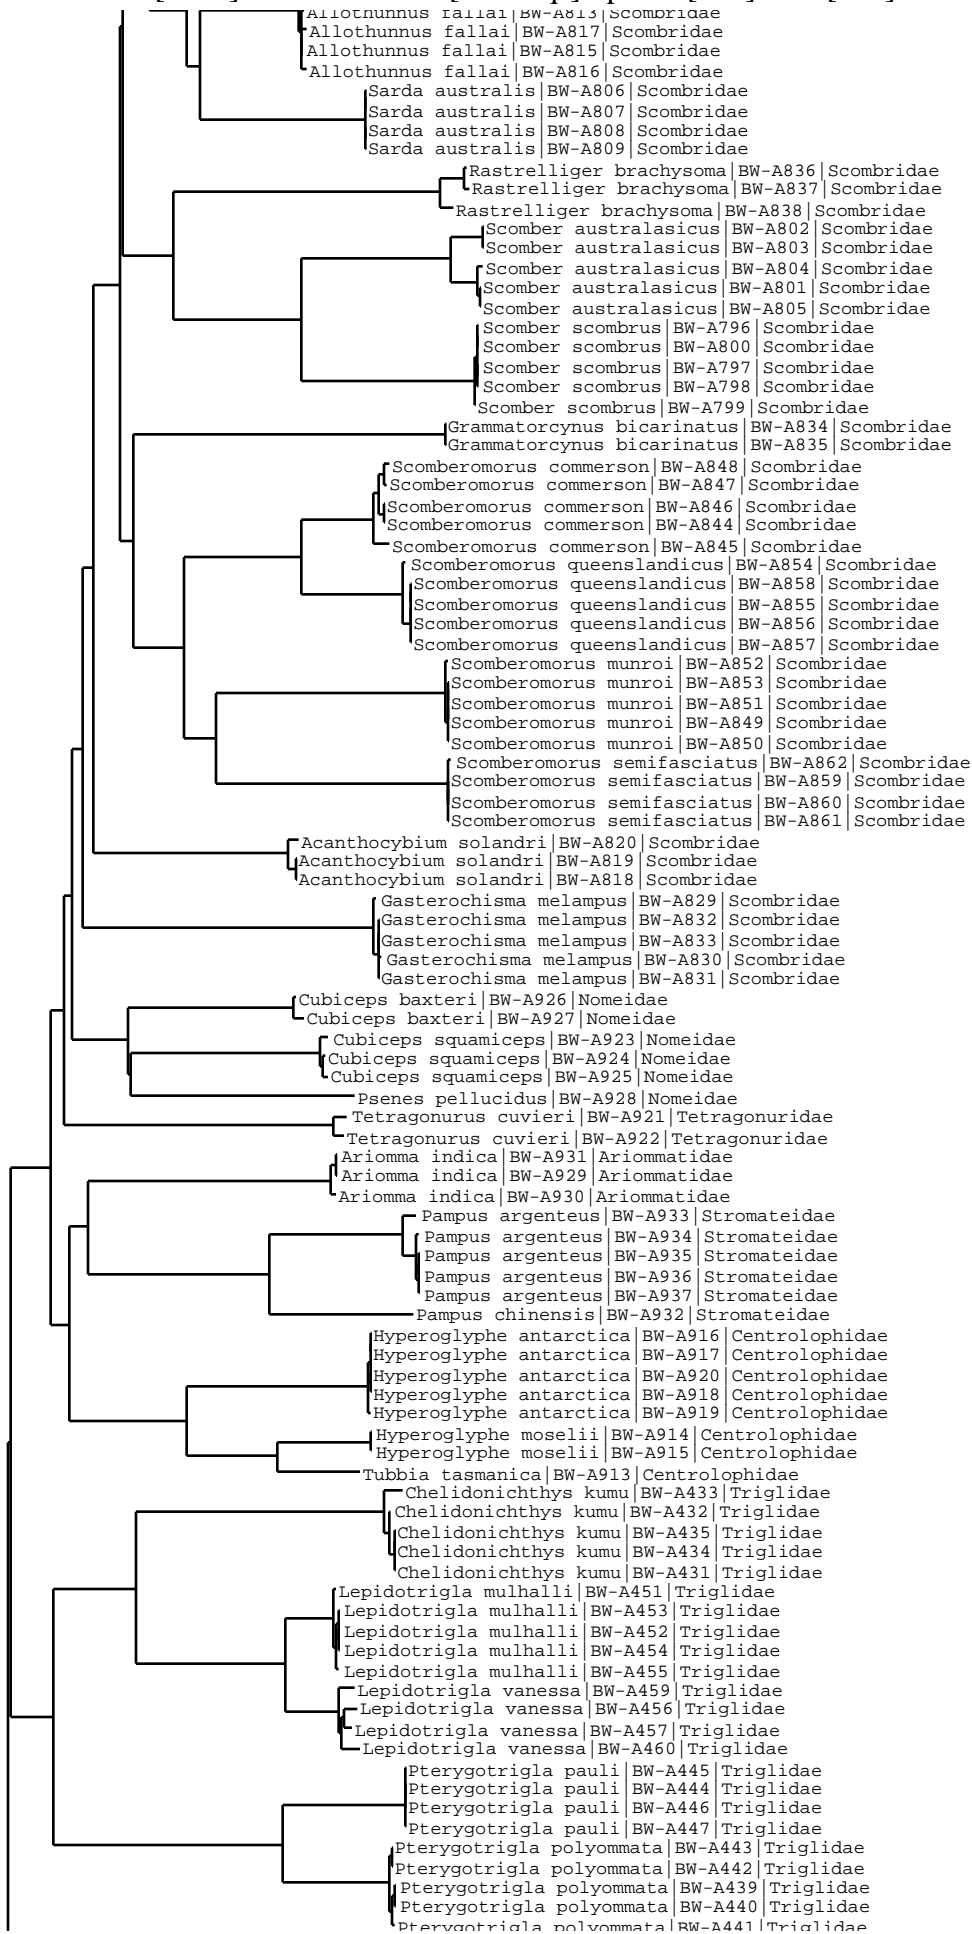 Allothunnus fallai|BW-A813|Scombridae
Allothunnus fallai|BW-A817|Scombridae
Allothunnus fallai|BW-A815|Scombridae
Allothunnus fallai|BW-A816|Scombridae
Sarda australis|BW-A806|Scombridae
Sarda australis|BW-A807|Scombridae
Sarda australis|BW-A808|Scombridae
Sarda australis|BW-A809|Scombridae
Rastrelliger brachysoma|BW-A836|Scombridae
Rastrelliger brachysoma|BW-A837|Scombridae
Rastrelliger brachysoma|BW-A838|Scombridae
Scomber australasicus|BW-A802|Scombridae
Scomber australasicus|BW-A803|Scombridae
Scomber australasicus|BW-A804|Scombridae
Scomber australasicus|BW-A801|Scombridae
Scomber australasicus|BW-A805|Scombridae
Scomber scombrus|BW-A796|Scombridae
Scomber scombrus|BW-A800|Scombridae
Scomber scombrus|BW-A797|Scombridae
Scomber scombrus|BW-A798|Scombridae
Scomber scombrus|BW-A799|Scombridae
Grammatorcynus bicarinatus|BW-A834|Scombridae
Grammatorcynus bicarinatus|BW-A835|Scombridae
Scomberomorus commerson|BW-A848|Scombridae
Scomberomorus commerson|BW-A847|Scombridae
Scomberomorus commerson|BW-A846|Scombridae
Scomberomorus commerson|BW-A844|Scombridae
Scomberomorus commerson|BW-A845|Scombridae
Scomberomorus queenslandicus|BW-A854|Scombridae
Scomberomorus queenslandicus|BW-A858|Scombridae
Scomberomorus queenslandicus|BW-A855|Scombridae
Scomberomorus queenslandicus|BW-A856|Scombridae
Scomberomorus queenslandicus|BW-A857|Scombridae
Scomberomorus munroi|BW-A852|Scombridae
Scomberomorus munroi|BW-A853|Scombridae
Scomberomorus munroi|BW-A851|Scombridae
Scomberomorus munroi|BW-A849|Scombridae
Scomberomorus munroi|BW-A850|Scombridae
Scomberomorus semifasciatus|BW-A862|Scombridae
Scomberomorus semifasciatus|BW-A859|Scombridae
Scomberomorus semifasciatus|BW-A860|Scombridae
Scomberomorus semifasciatus|BW-A861|Scombridae
Acanthocybium solandri|BW-A820|Scombridae
Acanthocybium solandri|BW-A819|Scombridae
Acanthocybium solandri|BW-A818|Scombridae
Gasterochisma melampus|BW-A829|Scombridae
Gasterochisma melampus|BW-A832|Scombridae
Gasterochisma melampus|BW-A833|Scombridae
Gasterochisma melampus|BW-A830|Scombridae
Gasterochisma melampus|BW-A831|Scombridae
Cubiceps baxteri|BW-A926|Nomeidae
Cubiceps baxteri|BW-A927|Nomeidae
Cubiceps squamiceps|BW-A923|Nomeidae
Cubiceps squamiceps|BW-A924|Nomeidae
Cubiceps squamiceps|BW-A925|Nomeidae
Psenes pellucidus|BW-A928|Nomeidae
Tetragonurus cuvieri|BW-A921|Tetragonuridae
Tetragonurus cuvieri|BW-A922|Tetragonuridae
Ariomma indica|BW-A931|Ariommatidae
Ariomma indica|BW-A929|Ariommatidae
Ariomma indica|BW-A930|Ariommatidae
Pampus argenteus|BW-A933|Stromateidae
Pampus argenteus|BW-A934|Stromateidae
Pampus argenteus|BW-A935|Stromateidae
Pampus argenteus|BW-A936|Stromateidae
Pampus argenteus|BW-A937|Stromateidae
Pampus chinensis|BW-A932|Stromateidae
Hyperoglyphe antarctica|BW-A916|Centrolophidae
Hyperoglyphe antarctica|BW-A917|Centrolophidae
Hyperoglyphe antarctica|BW-A920|Centrolophidae
Hyperoglyphe antarctica|BW-A918|Centrolophidae
Hyperoglyphe antarctica|BW-A919|Centrolophidae
Hyperoglyphe moselii|BW-A914|Centrolophidae
Hyperoglyphe moselii|BW-A915|Centrolophidae
Tubbia tasmanica|BW-A913|Centrolophidae
Chelidonichthys kumu|BW-A433|Triglidae
Chelidonichthys kumu|BW-A432|Triglidae
Chelidonichthys kumu|BW-A435|Triglidae
Chelidonichthys kumu|BW-A434|Triglidae
Chelidonichthys kumu|BW-A431|Triglidae
Lepidotrigla mulhalli|BW-A451|Triglidae
Lepidotrigla mulhalli|BW-A453|Triglidae
Lepidotrigla mulhalli|BW-A452|Triglidae
Lepidotrigla mulhalli|BW-A454|Triglidae
Lepidotrigla mulhalli|BW-A455|Triglidae
Lepidotrigla vanessa|BW-A459|Triglidae
Lepidotrigla vanessa|BW-A456|Triglidae
Lepidotrigla vanessa|BW-A457|Triglidae
Lepidotrigla vanessa|BW-A460|Triglidae
Pterygotrigla pauli|BW-A445|Triglidae
Pterygotrigla pauli|BW-A444|Triglidae
Pterygotrigla pauli|BW-A446|Triglidae
Pterygotrigla pauli|BW-A447|Triglidae
Pterygotrigla polyommata|BW-A443|Triglidae
Pterygotrigla polyommata|BW-A442|Triglidae
Pterygotrigla polyommata|BW-A439|Triglidae
Pterygotrigla polyommata|BW-A440|Triglidae
Pterygotrigla polyommata|BW-A441|Triglidae